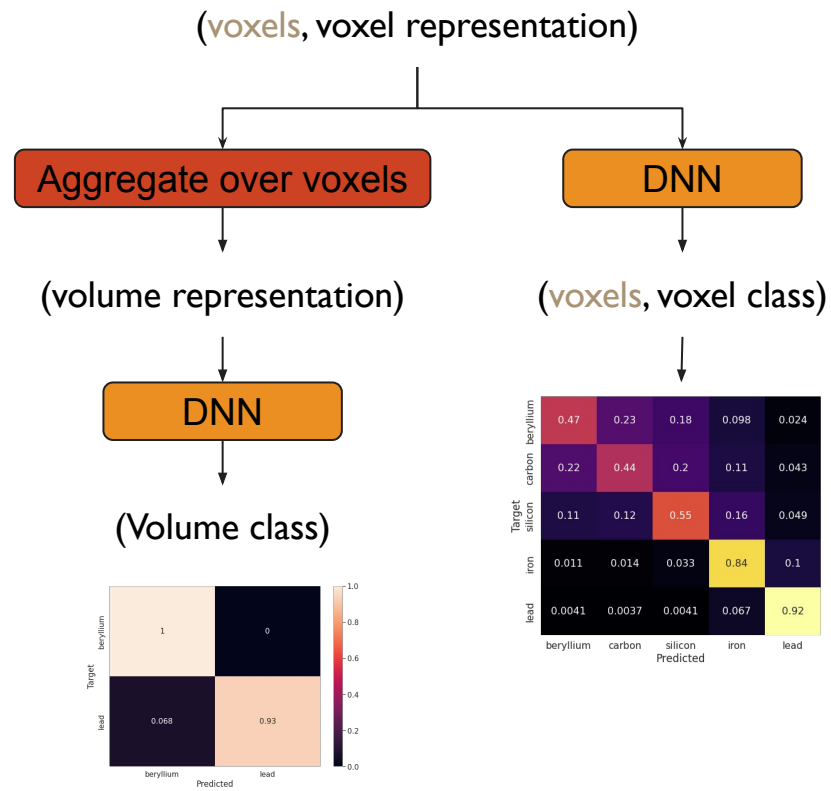 (voxels, voxel representation)
Aggregate over voxels
DNN
(volume representation)
(voxels, voxel class)
DNN
(Volume class)
beryllium 0.47 0.23 0.18 0.098 0.024
carbon 0.22 0.44 0.2 0.11 0.043
Target
silicon 0.11 0.12 0.55 0.16 0.049
iron 0.011 0.014 0.033 0.84 0.1
lead 0.0041 0.0037 0.0041 0.067 0.92
beryllium carbon silicon iron lead
Predicted
1.0
0.8
0.6
0.4
0.2
0.0
Target
beryllium 1 0
lead 0.068 0.93
beryllium lead
Predicted